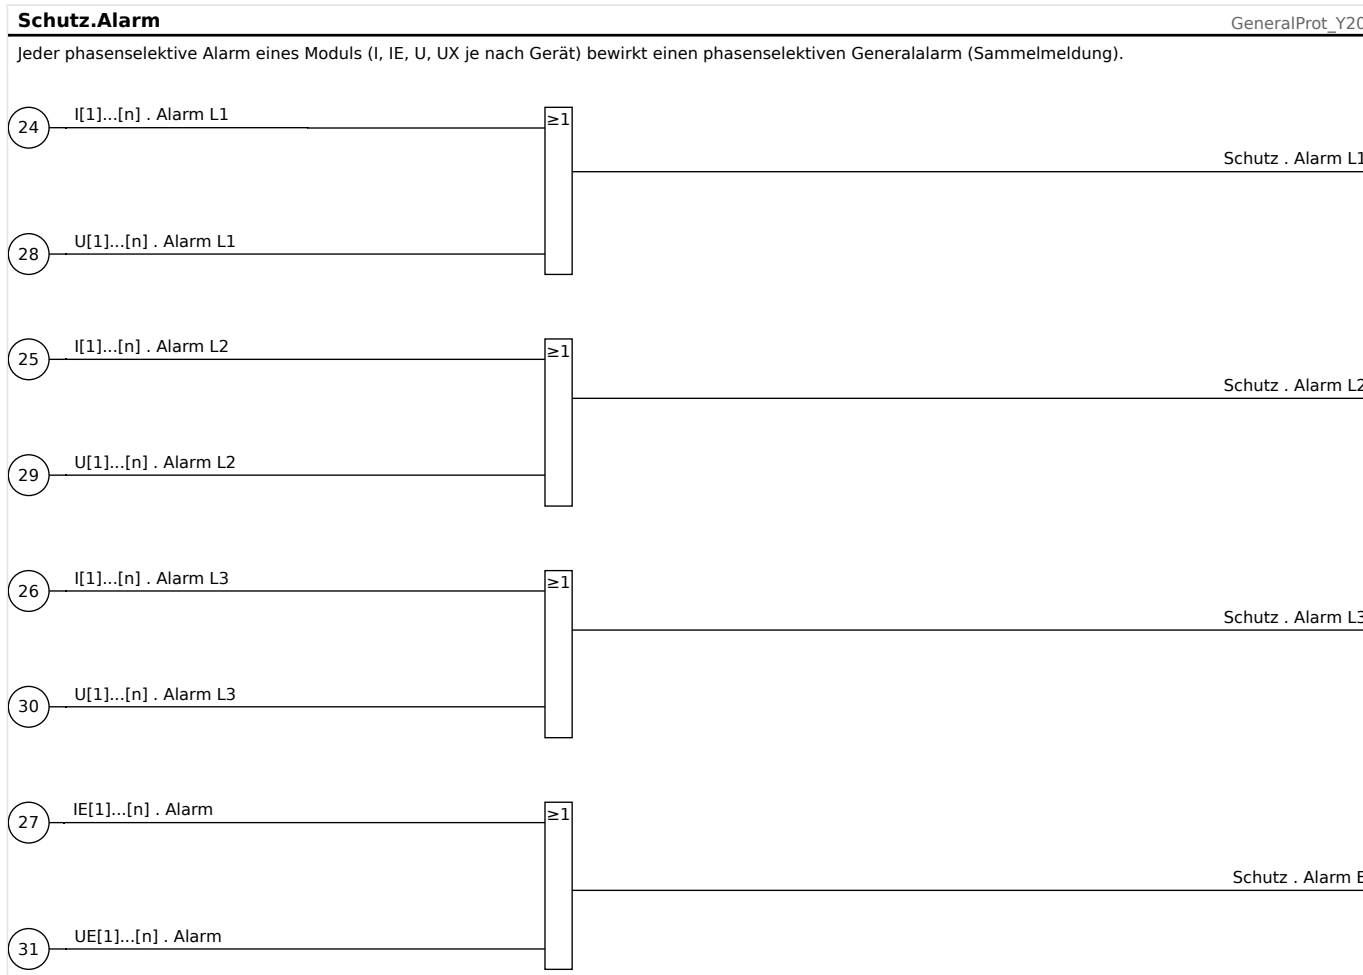 Schutz.Alarm
GeneralProt_Y20
Jeder phasenselektive Alarm eines Moduls (I, IE, U, UX je nach Gerät) bewirkt einen phasenselektiven Generalalarm (Sammelmeldung).
24 I[1]...[n] . Alarm L1
≥1
Schutz . Alarm L1
28 U[1]...[n] . Alarm L1
25 I[1]...[n] . Alarm L2
≥1
Schutz . Alarm L2
29 U[1]...[n] . Alarm L2
26 I[1]...[n] . Alarm L3
≥1
Schutz . Alarm L3
30 U[1]...[n] . Alarm L3
27 IE[1]...[n] . Alarm
≥1
Schutz . Alarm E
31 UE[1]...[n] . Alarm